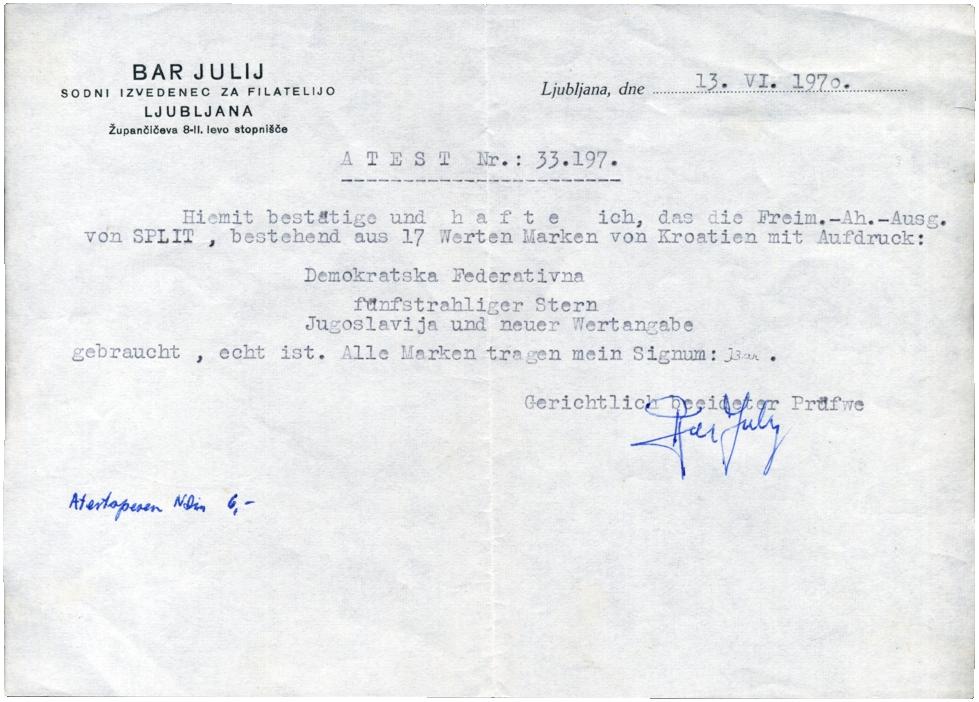 BAR JULIJ
SODNI IZVEDENEC ZA FILATELIJO
LJUBLJANA
Župančičeva 8-II. levo stopnišče
Ljubljana, dne 13. VI. 1970.
A T E S T Nr.: 33.197.
Hiemit bestätige und h a f t e ich, das die Freim.-Ah.-Ausg.
von SPLIT , bestehend aus 17 Werten Marken von Kroatien mit Aufdruck:
Demokratska Federativna
fünfstrahliger Stern
Jugoslavija und neuer Wertangabe
gebraucht , echt ist. Alle Marken tragen mein Signum: Bar .
Gerichtlich beeideter Prüfwe
Bar Julij
Atestspesen NDin 6,-